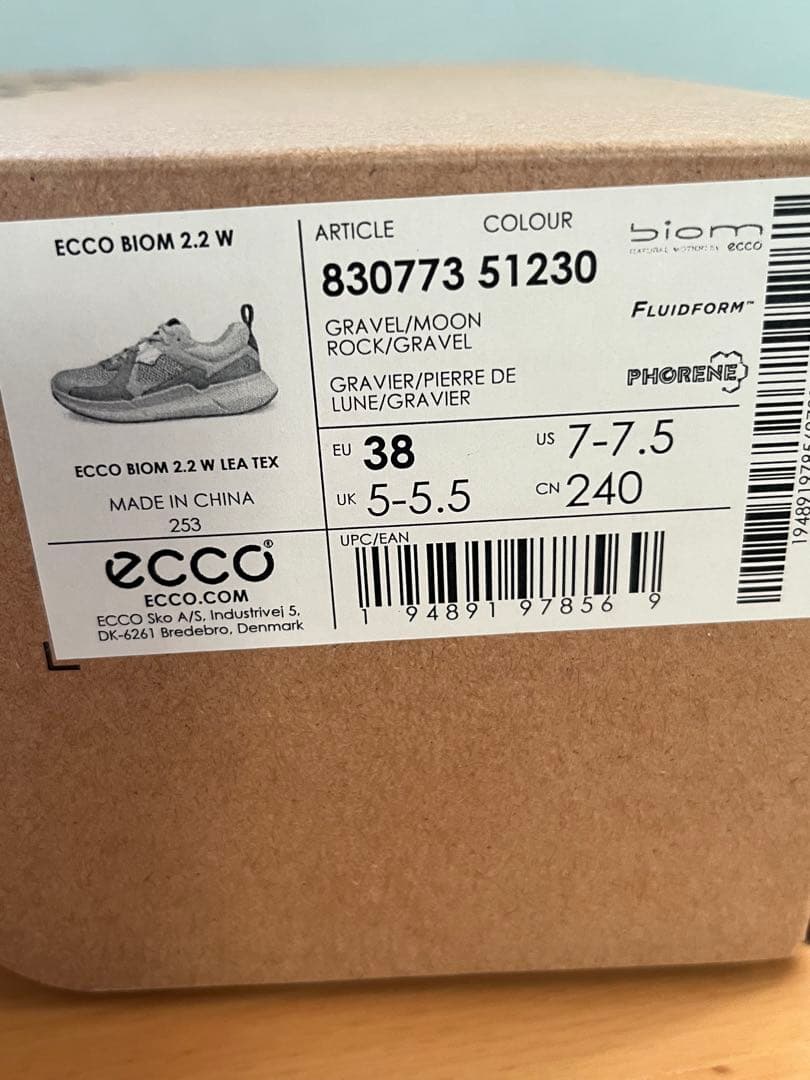 ECCO BIOM 2.2 W
ECCO BIOM 2.2 W LEA TEX
MADE IN CHINA
253
ecco®
ECCO.COM
ECCO Sko A/S, Industrivej 5,
DK-6261 Bredebro, Denmark
ARTICLE COLOUR
830773 51230
GRAVEL/MOON
ROCK/GRAVEL
GRAVIER/PIERRE DE
LUNE/GRAVIER
biom
ecco
FLUIDFORM™
PHORENE
EU 38 US 7-7.5
UK 5-5.5 CN 240
UPC/EAN
1 94891 97856 9